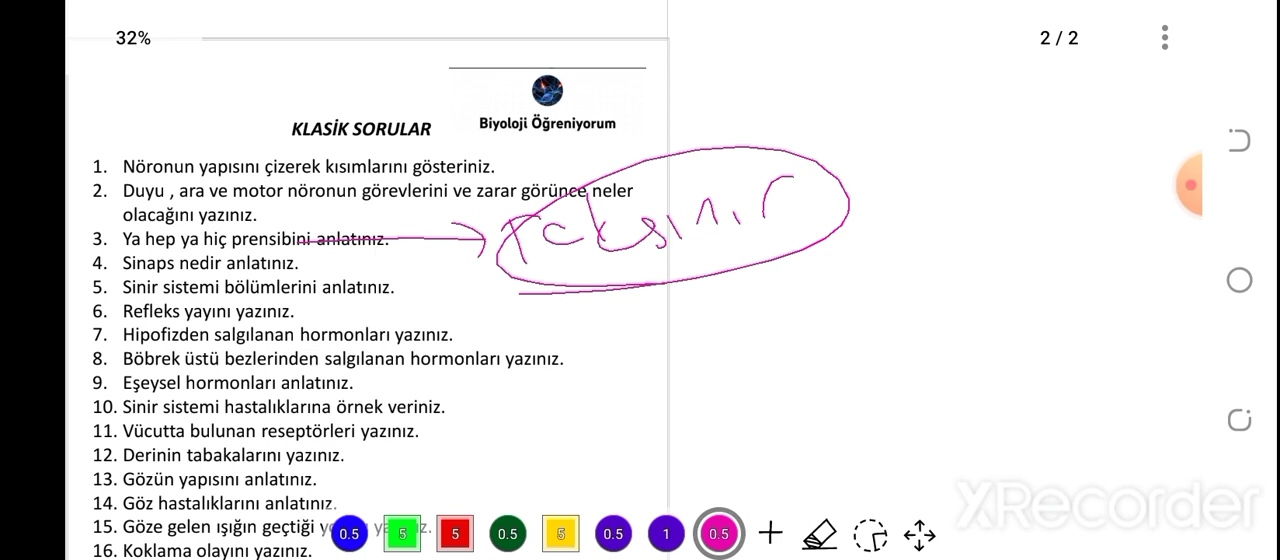 32%
2 / 2
Biyoloji Öğreniyorum
KLASİK SORULAR
1. Nöronun yapısını çizerek kısımlarını gösteriniz.
2. Duyu , ara ve motor nöronun görevlerini ve zarar görünce neler
olacağını yazınız.
3. Ya hep ya hiç prensibini anlatınız.
4. Sinaps nedir anlatınız.
5. Sinir sistemi bölümlerini anlatınız.
6. Refleks yayını yazınız.
7. Hipofizden salgılanan hormonları yazınız.
8. Böbrek üstü bezlerinden salgılanan hormonları yazınız.
9. Eşeysel hormonları anlatınız.
10. Sinir sistemi hastalıklarına örnek veriniz.
11. Vücutta bulunan reseptörleri yazınız.
12. Derinin tabakalarını yazınız.
13. Gözün yapısını anlatınız.
14. Göz hastalıklarını anlatınız.
15. Göze gelen ışığın geçtiği
16. Koklama olayını yazınız.
0.5 5 5 0.5 5 0.5 1 0.5
XRecorder